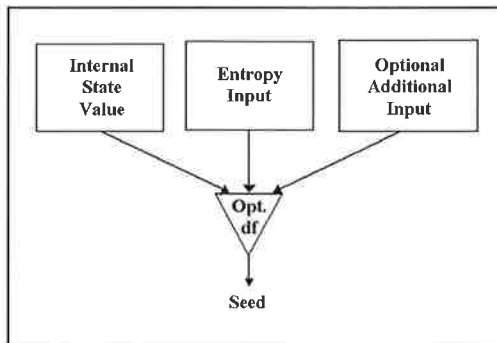 Internal
State
Value
Entropy
Input
Optional
Additional
Input
Opt.
df
Seed